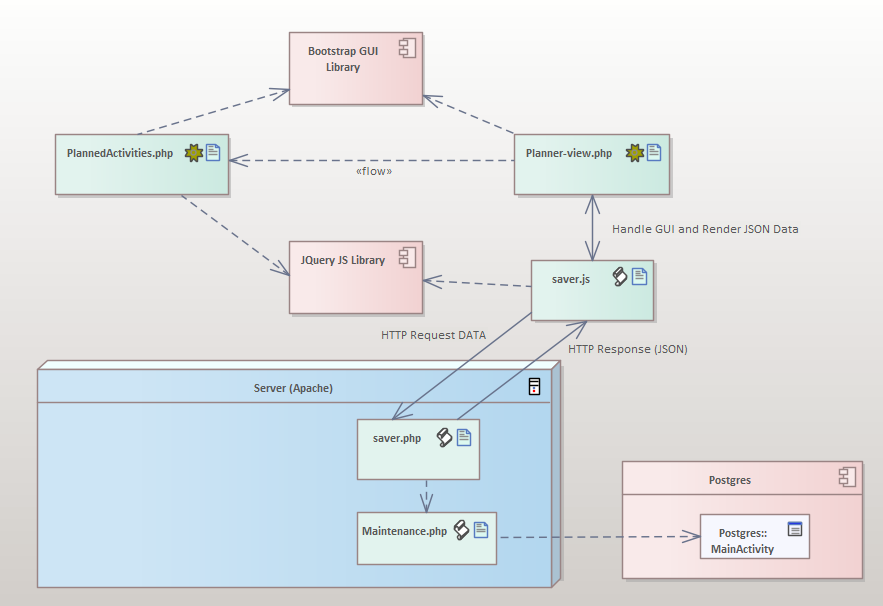 Bootstrap GUI
Library
PlannedActivities.php
Planner-view.php
«flow»
Handle GUI and Render JSON Data
JQuery JS Library
saver.js
HTTP Request DATA
HTTP Response (JSON)
Server (Apache)
saver.php
Postgres
Maintenance.php
Postgres::
MainActivity